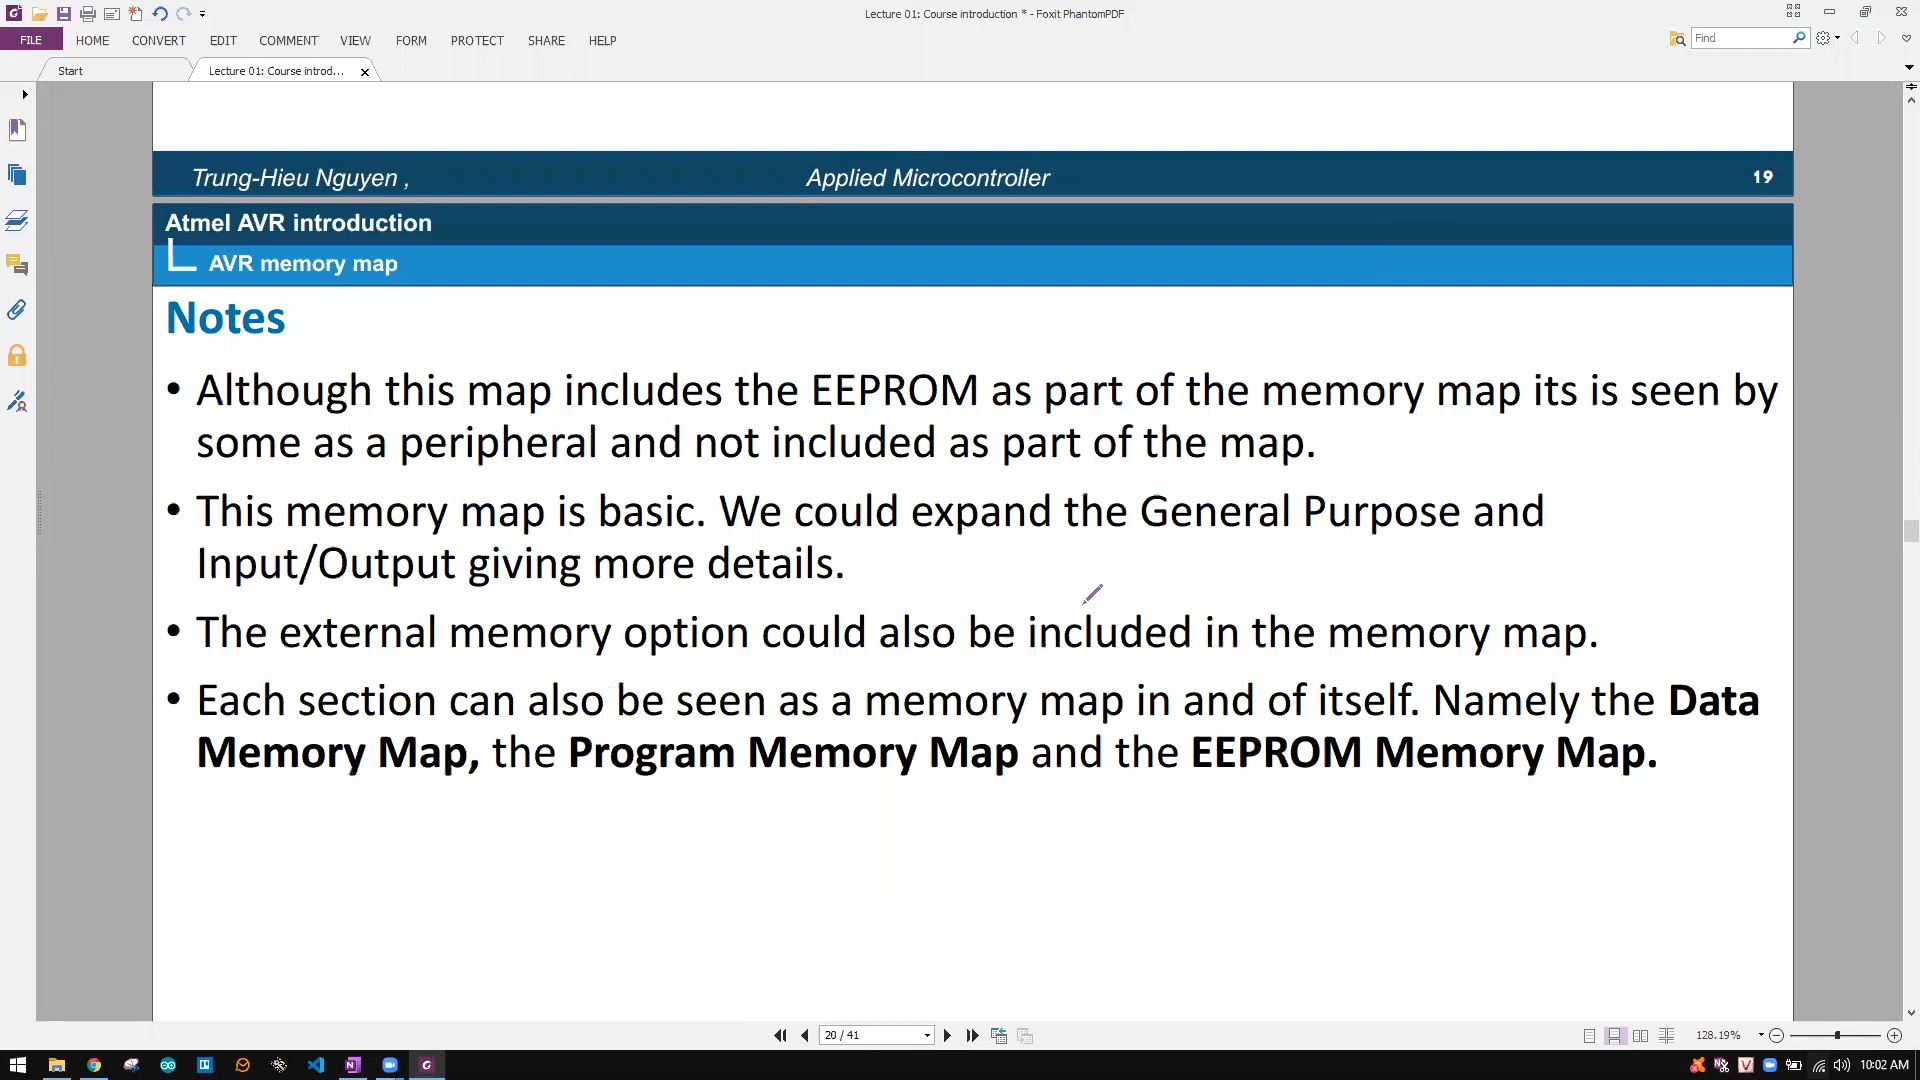 Lecture 01: Course introduction * - Foxit PhantomPDF
FILE HOME CONVERT EDIT COMMENT VIEW FORM PROTECT SHARE HELP
Find
Start
Lecture 01: Course introd...
Trung-Hieu Nguyen , Applied Microcontroller 19
Atmel AVR introduction
AVR memory map
Notes
• Although this map includes the EEPROM as part of the memory map its is seen by
some as a peripheral and not included as part of the map.
• This memory map is basic. We could expand the General Purpose and
Input/Output giving more details.
• The external memory option could also be included in the memory map.
• Each section can also be seen as a memory map in and of itself. Namely the Data
Memory Map, the Program Memory Map and the EEPROM Memory Map.
20 / 41
128.19%
10:02 AM